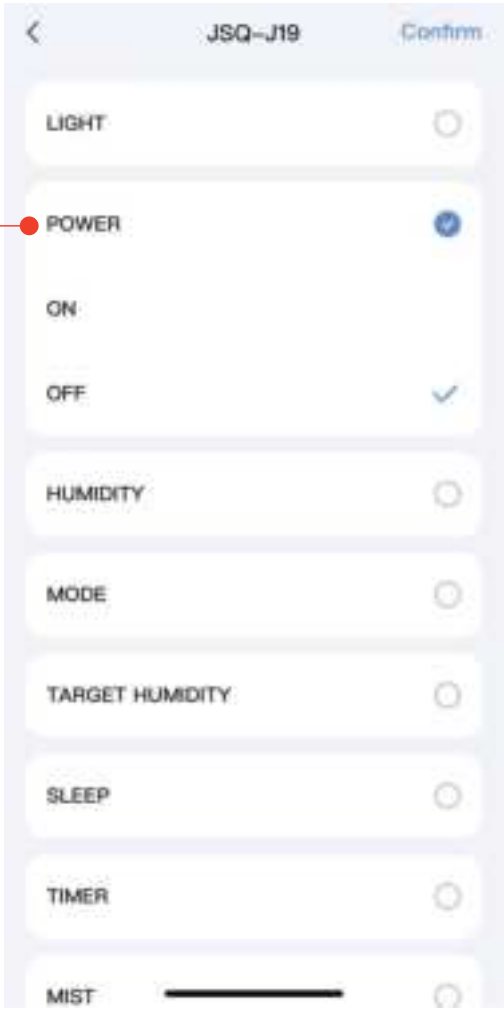 JSQ-J19 Confirm
LIGHT
POWER
ON
OFF
HUMIDITY
MODE
TARGET HUMIDITY
SLEEP
TIMER
MIST